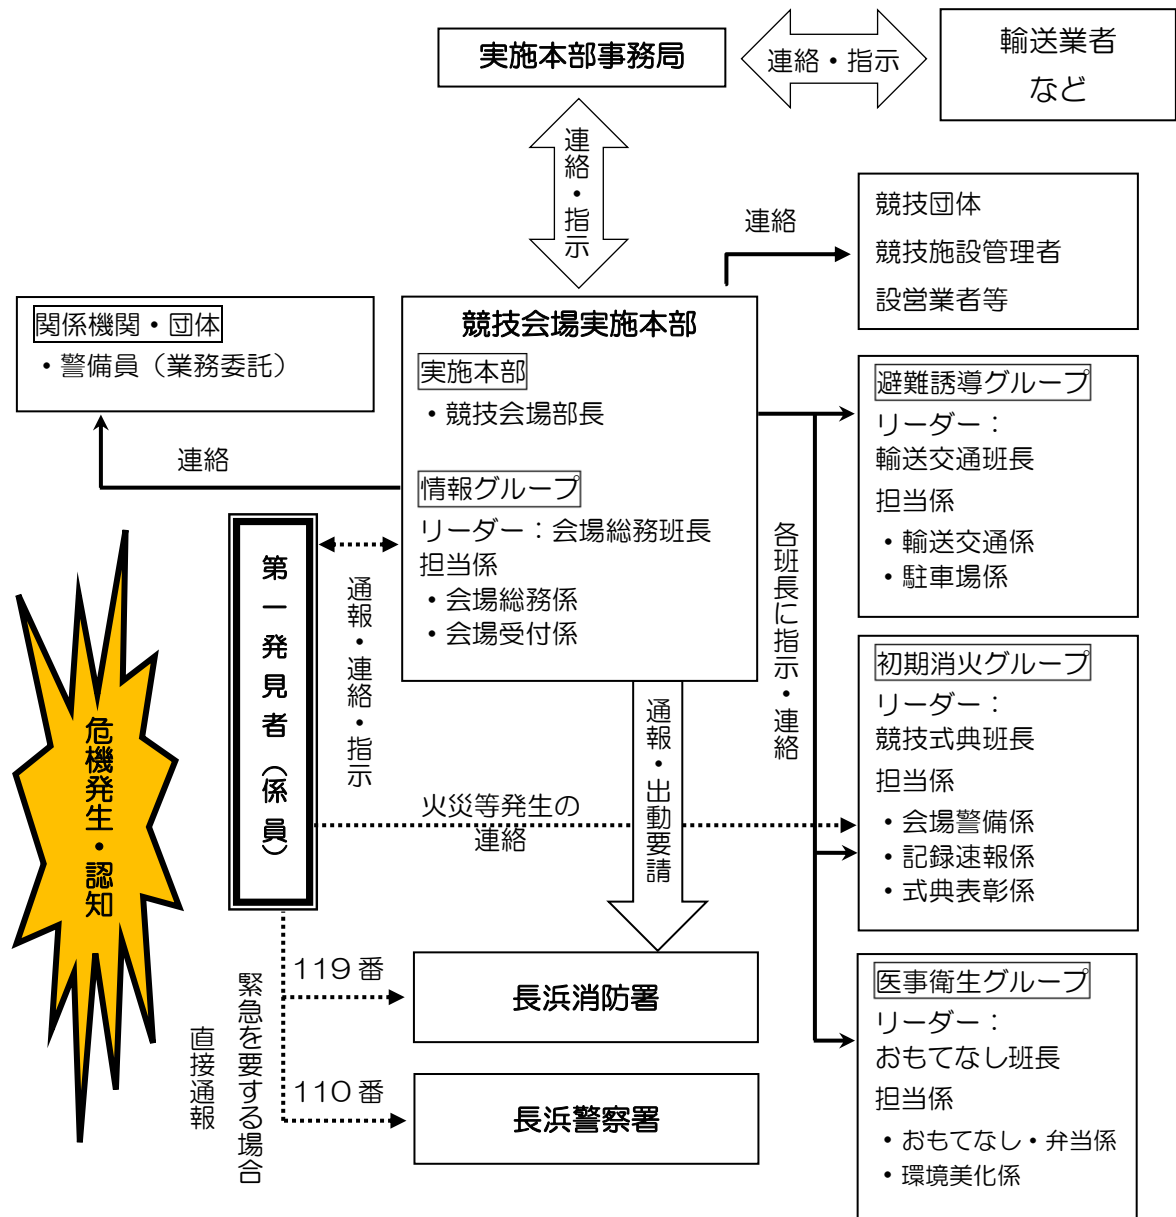 実施本部事務局
連絡・指示
輸送業者
など
連絡・指示
連絡
競技団体
競技施設管理者
設営業者等
関係機関・団体
・警備員（業務委託）
連絡
競技会場実施本部
実施本部
・競技会場部長
情報グループ
リーダー：会場総務班長
担当係
・会場総務係
・会場受付係
各班長に指示・連絡
避難誘導グループ
リーダー：
輸送交通班長
担当係
・輸送交通係
・駐車場係
危機発生・認知
第一発見者（係員）
通報・連絡・指示
火災等発生の
連絡
通報・出動要請
初期消火グループ
リーダー：
競技式典班長
担当係
・会場警備係
・記録速報係
・式典表彰係
緊急を要する場合
直接通報
119番
長浜消防署
110番
長浜警察署
医事衛生グループ
リーダー：
おもてなし班長
担当係
・おもてなし・弁当係
・環境美化係